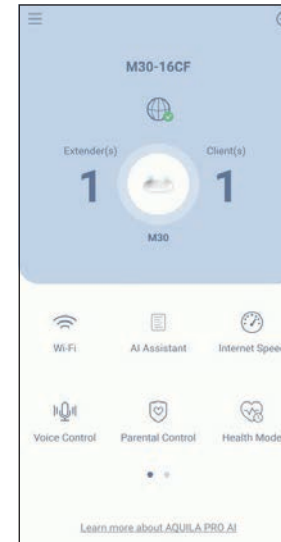 M30-16CF
Extender(s) Client(s)
1 1
M30
Wi-Fi AI Assistant Internet Spee
Voice Control Parental Control Health Mode
Learn more about AQUILA PRO AI